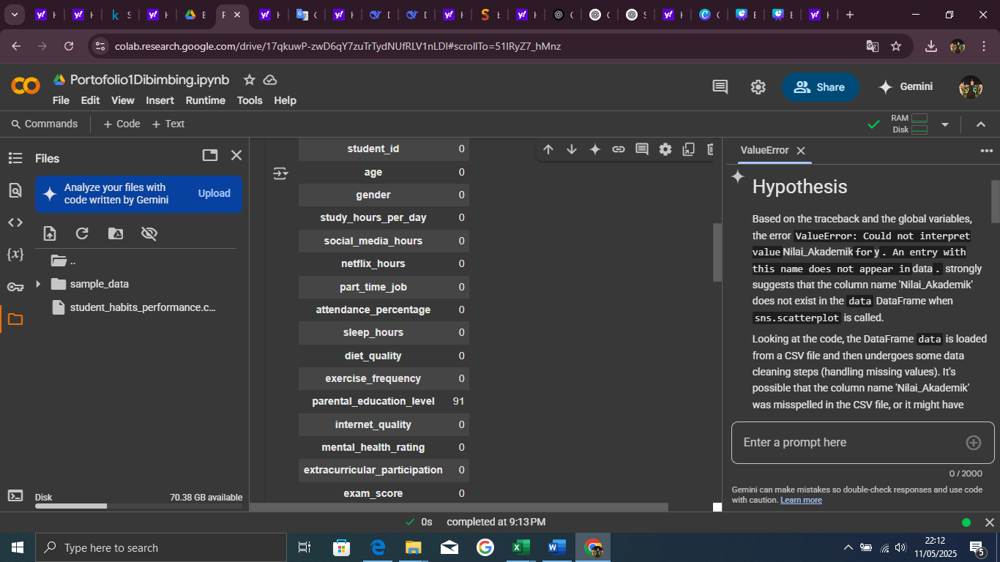 y! H
y! H
k S
y! H
E
F
y! H
G
y! H
D
D
y! H
S
y! H
y! H
E
E
y! H
colab.research.google.com/drive/17qkuwP-zwD6qY7zuTrTydNUfRLV1nLDI#scrollTo=51IRyZ7_hMnz
Portofolio1Dibimbing.ipynb
File Edit View Insert Runtime Tools Help
Share
Gemini
Commands
+ Code + Text
RAM
Disk
Files
Analyze your files with
code written by Gemini
Upload
..
sample_data
student_habits_performance.c...
Disk
70.38 GB available
student_id 0
age 0
gender 0
study_hours_per_day 0
social_media_hours 0
netflix_hours 0
part_time_job 0
attendance_percentage 0
sleep_hours 0
diet_quality 0
exercise_frequency 0
parental_education_level 91
internet_quality 0
mental_health_rating 0
extracurricular_participation 0
exam_score 0
ValueError
Hypothesis
Based on the traceback and the global variables,
the error ValueError: Could not interpret
value Nilai_Akademik for y . An entry with
this name does not appear in data . strongly
suggests that the column name 'Nilai_Akademik'
does not exist in the data DataFrame when
sns.scatterplot is called.
Looking at the code, the DataFrame data is loaded
from a CSV file and then undergoes some data
cleaning steps (handling missing values). It's
possible that the column name 'Nilai_Akademik'
was misspelled in the CSV file, or it might have
Enter a prompt here
0 / 2000
Gemini can make mistakes so double-check responses and use code
with caution. Learn more
0s completed at 9:13 PM
Type here to search
22:12
11/05/2025
5